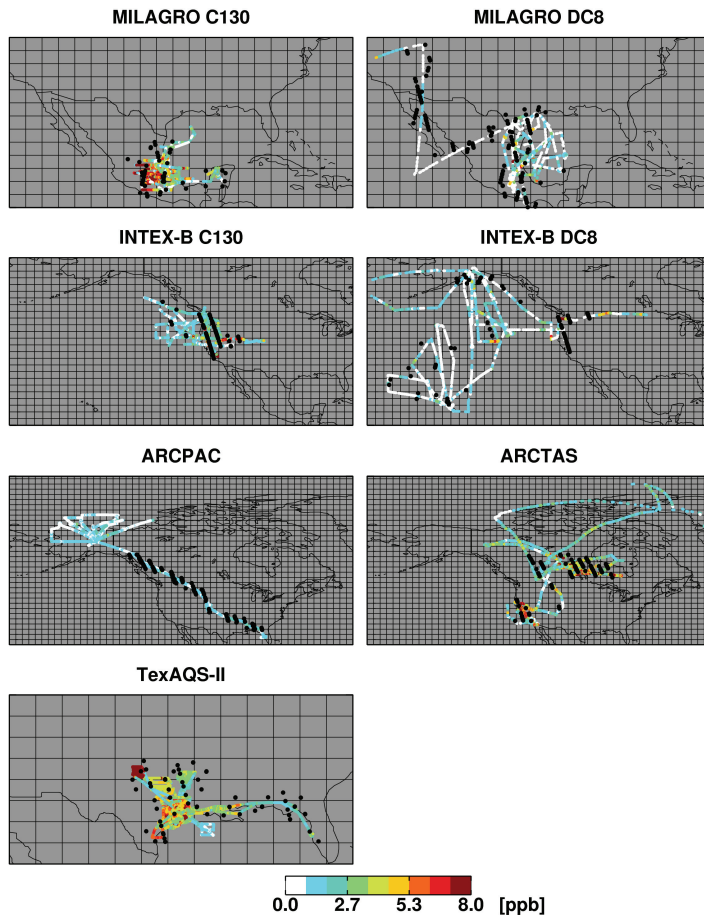 MILAGRO C130
MILAGRO DC8
INTEX-B C130
INTEX-B DC8
ARCPAC
ARCTAS
TexAQS-II
0.0 2.7 5.3 8.0 [ppb]